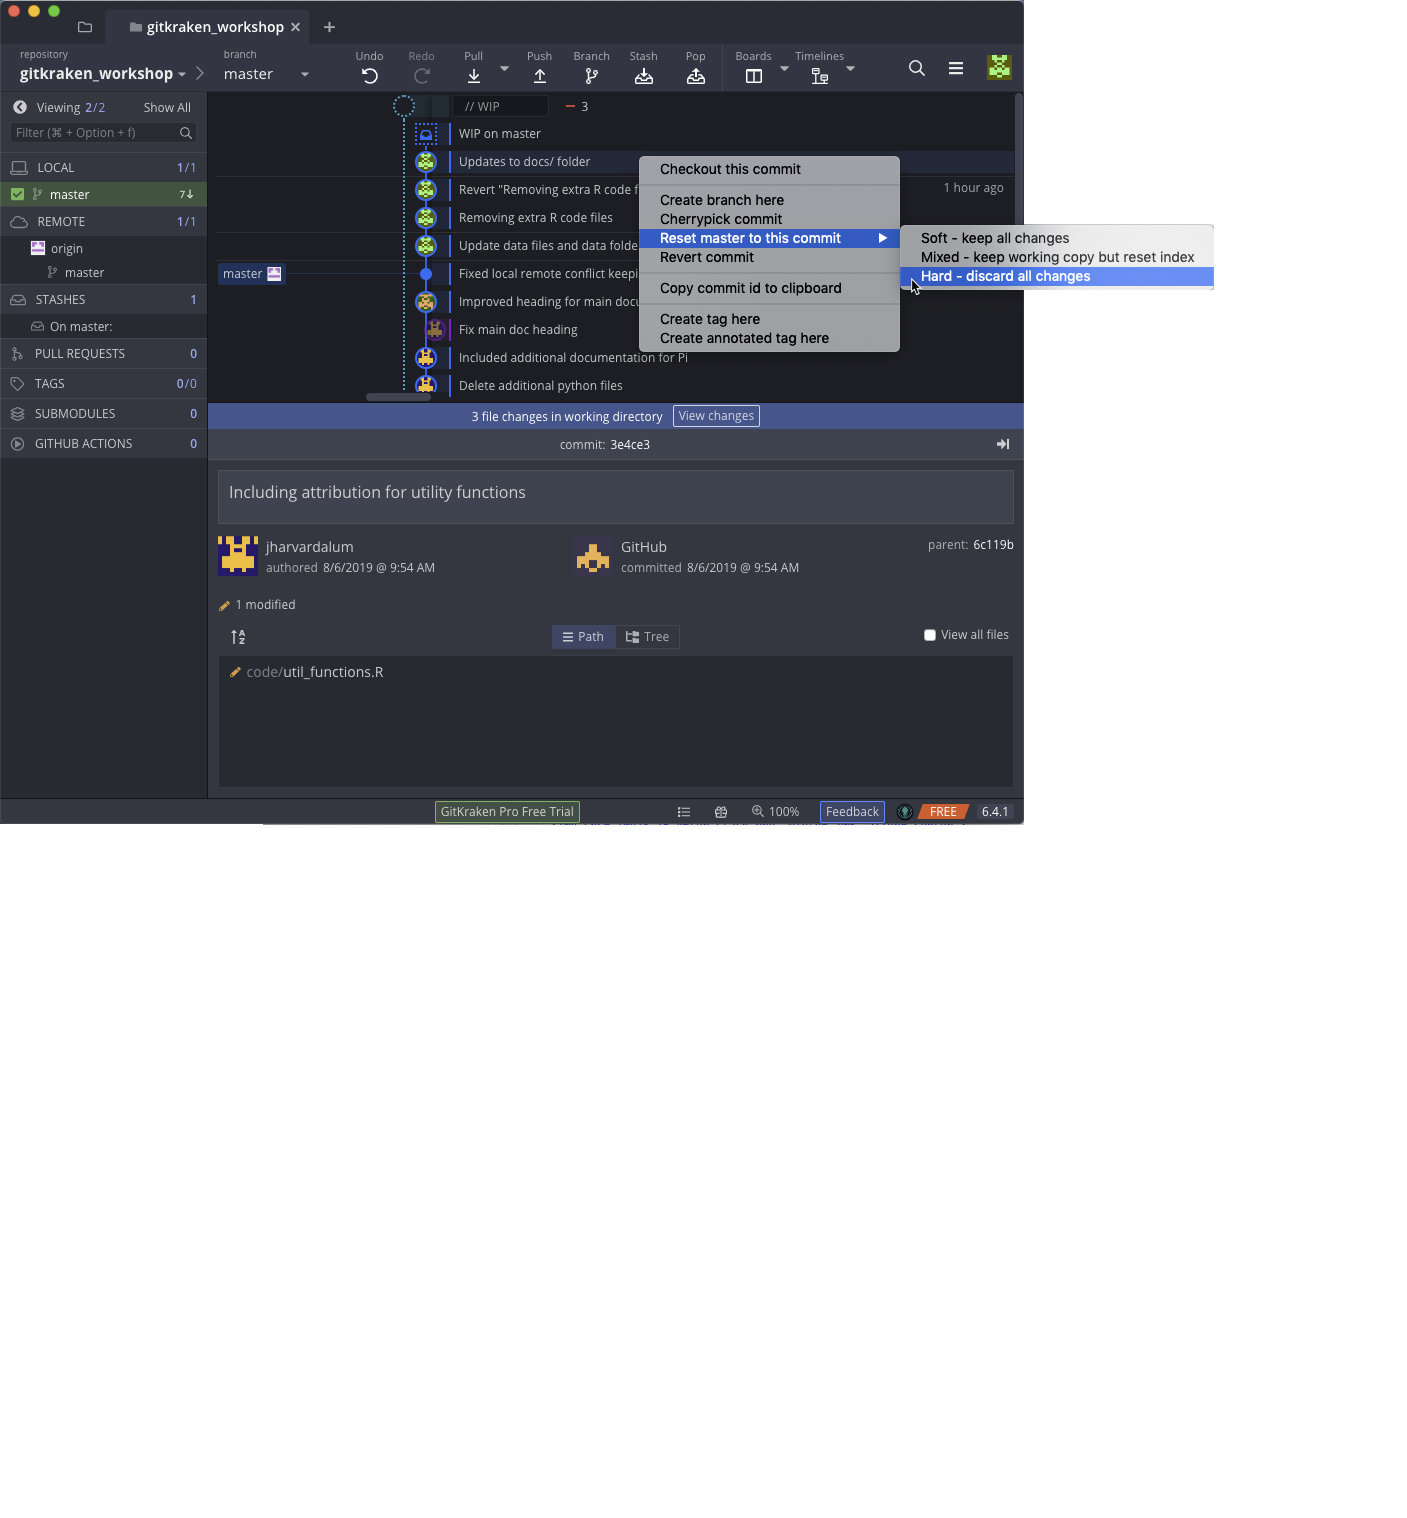 gitkraken_workshop
repository
gitkraken_workshop
branch
master
Undo
Redo
Pull
Push
Branch
Stash
Pop
Boards
Timelines
Viewing 2/2
Show All
Filter (⌘ + Option + f)
LOCAL 1/1
master 7↓
REMOTE 1/1
origin
master
STASHES 1
On master:
PULL REQUESTS 0
TAGS 0/0
SUBMODULES 0
GITHUB ACTIONS 0
// WIP
3
WIP on master
Updates to docs/ folder
Revert "Removing extra R code f
1 hour ago
Removing extra R code files
Update data files and data folde
master
Fixed local remote conflict keepi
Improved heading for main docu
Fix main doc heading
Included additional documentation for Pi
Delete additional python files
Checkout this commit
Create branch here
Cherrypick commit
Reset master to this commit
Revert commit
Copy commit id to clipboard
Create tag here
Create annotated tag here
Soft - keep all changes
Mixed - keep working copy but reset index
Hard - discard all changes
3 file changes in working directory
View changes
commit: 3e4ce3
Including attribution for utility functions
jharvardalum
authored 8/6/2019 @ 9:54 AM
GitHub
committed 8/6/2019 @ 9:54 AM
parent: 6c119b
1 modified
A
Z
Path
Tree
View all files
code/util_functions.R
GitKraken Pro Free Trial
100%
Feedback
FREE
6.4.1